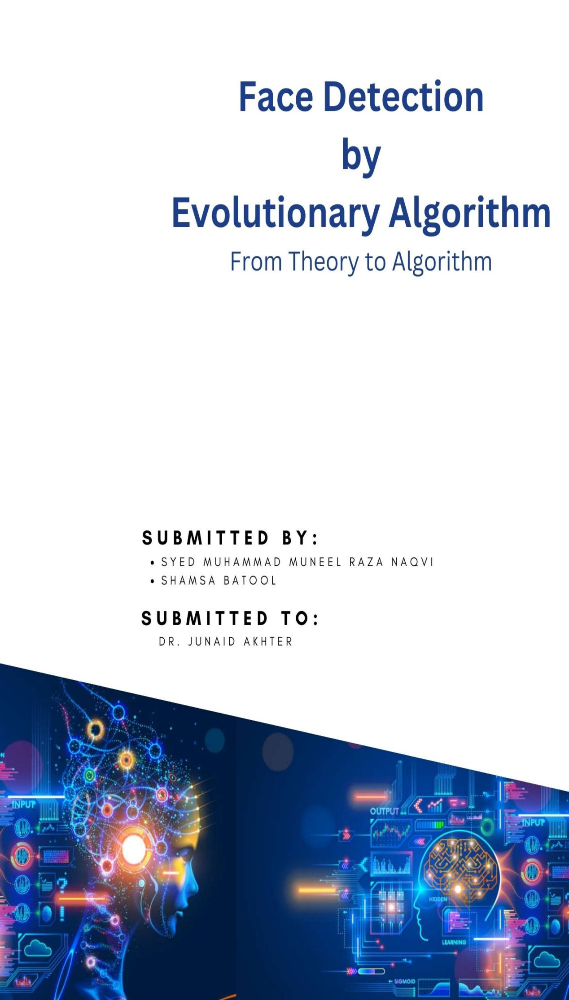 Face Detection
by
Evolutionary Algorithm
From Theory to Algorithm
SUBMITTED BY:
• SYED MUHAMMAD MUNEEL RAZA NAQVI
• SHAMSA BATOOL
SUBMITTED TO:
DR. JUNAID AKHTER
INPUT
OUTPUT
INPUT
HIDDEN
LEARNING
SIGMOID